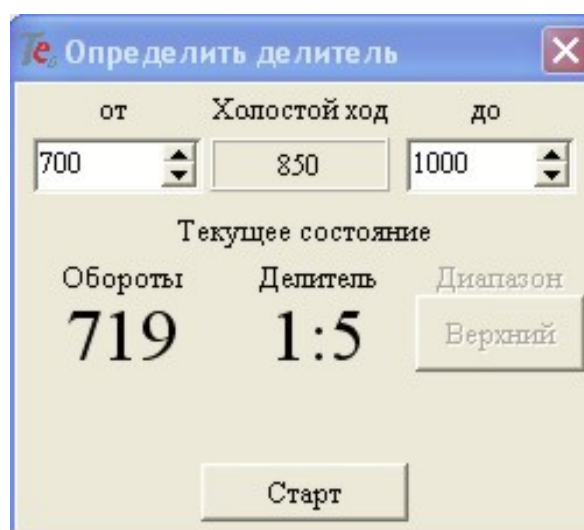 Te Определить делитель
от Холостой ход до
700 850 1000
Текущее состояние
Обороты Делитель Диапазон
719 1:5 Верхний
Старт